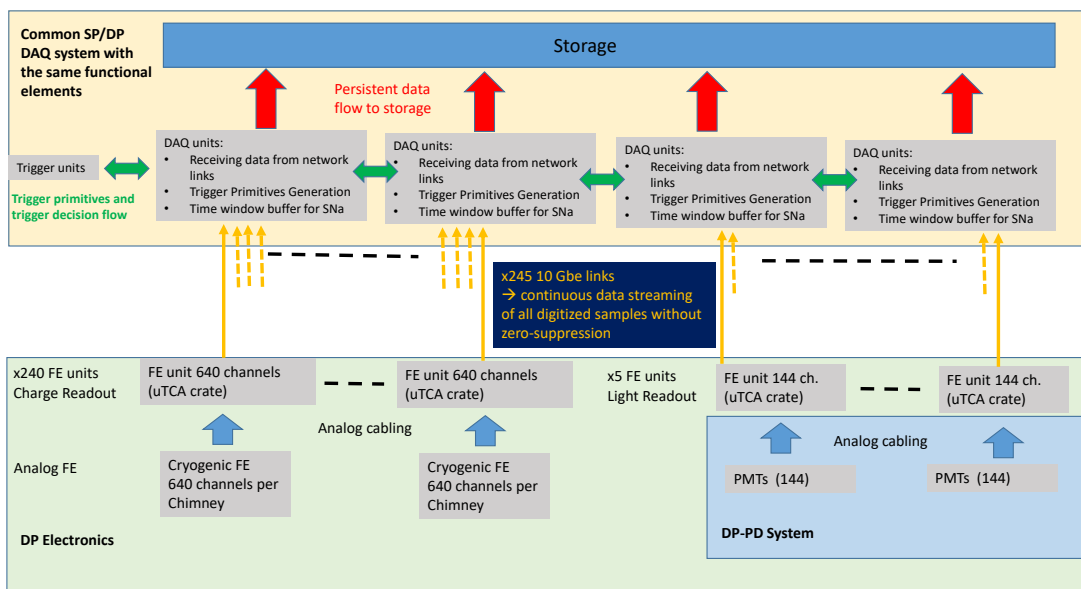 Common SP/DP
DAQ system with
the same functional
elements
Storage
Persistent data
flow to storage
Trigger units
Trigger primitives and
trigger decision flow
DAQ units:
• Receiving data from network
links
• Trigger Primitives Generation
• Time window buffer for SNa
DAQ units:
• Receiving data from network
links
• Trigger Primitives Generation
• Time window buffer for SNa
DAQ units:
• Receiving data from network
links
• Trigger Primitives Generation
• Time window buffer for SNa
DAQ units:
• Receiving data from network
links
• Trigger Primitives Generation
• Time window buffer for SNa
x245 10 Gbe links
→ continuous data streaming
of all digitized samples without
zero-suppression
x240 FE units
Charge Readout
FE unit 640 channels
(uTCA crate)
FE unit 640 channels
(uTCA crate)
x5 FE units
Light Readout
FE unit 144 ch.
(uTCA crate)
FE unit 144 ch.
(uTCA crate)
Analog cabling
Analog cabling
Analog FE
Cryogenic FE
640 channels per
Chimney
Cryogenic FE
640 channels per
Chimney
PMTs (144)
PMTs (144)
DP Electronics
DP-PD System